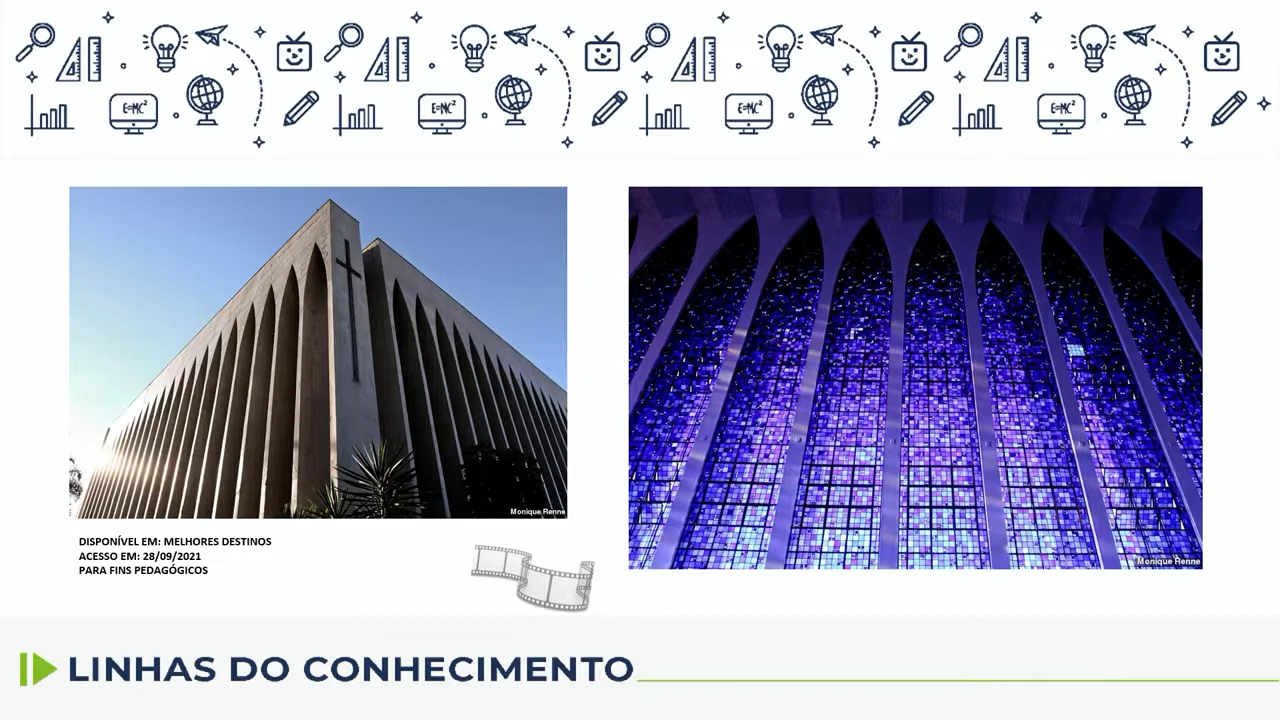 E=MC²
E=MC²
E=MC²
E=MC²
Monique Renne
Monique Renne
DISPONÍVEL EM: MELHORES DESTINOS
ACESSO EM: 28/09/2021
PARA FINS PEDAGÓGICOS
LINHAS DO CONHECIMENTO